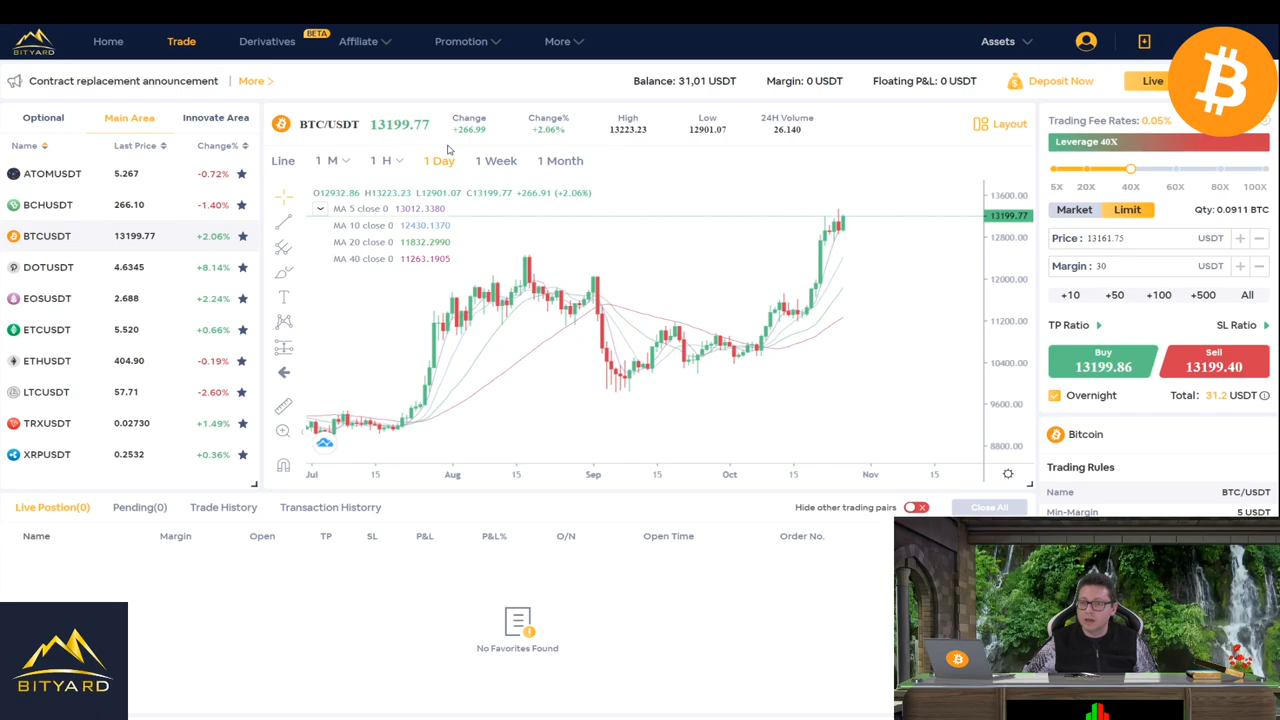 Home Trade Derivatives BETA Affiliate Promotion More Assets
BITYARD
Contract replacement announcement More > Balance: 31,01 USDT Margin: 0 USDT Floating P&L: 0 USDT Deposit Now Live
Optional Main Area Innovate Area
Name Last Price Change%
ATOMUSDT 5.267 -0.72%
BCHUSDT 266.10 -1.40%
BTCUSDT 13199.77 +2.06%
DOTUSDT 4.6345 +8.14%
EOSUSDT 2.688 +2.24%
ETCUSDT 5.520 +0.66%
ETHUSDT 404.90 -0.19%
LTCUSDT 57.71 -2.60%
TRXUSDT 0.02730 +1.49%
XRPUSDT 0.2532 +0.36%
BTC/USDT 13199.77
Change Change% High Low 24H Volume
+266.99 +2.06% 13223.23 12901.07 26.140
Layout
Line 1 M 1 H 1 Day 1 Week 1 Month
O12932.86 H13223.23 L12901.07 C13199.77 +266.91 (+2.06%)
MA 5 close 0 13012.3380
MA 10 close 0 12430.1370
MA 20 close 0 11832.2990
MA 40 close 0 11263.1905
13600.00
13199.77
12800.00
12000.00
11200.00
10400.00
9600.00
8800.00
Jul 15 Aug 15 Sep 15 Oct 15 Nov 15
Trading Fee Rates: 0.05%
Leverage 40X
5X 20X 40X 60X 80X 100X
Market Limit Qty: 0.0911 BTC
Price : 13161.75 USDT + −
Margin : 30 USDT + −
+10 +50 +100 +500 All
TP Ratio SL Ratio
Buy Sell
13199.86 13199.40
Overnight Total: 31.2 USDT
Bitcoin
Trading Rules
Name BTC/USDT
Min-Margin 5 USDT
Live Postion(0) Pending(0) Trade History Transaction Historry Hide other trading pairs Close All
Name Margin Open TP SL P&L P&L% O/N Open Time Order No.
No Favorites Found
BITYARD